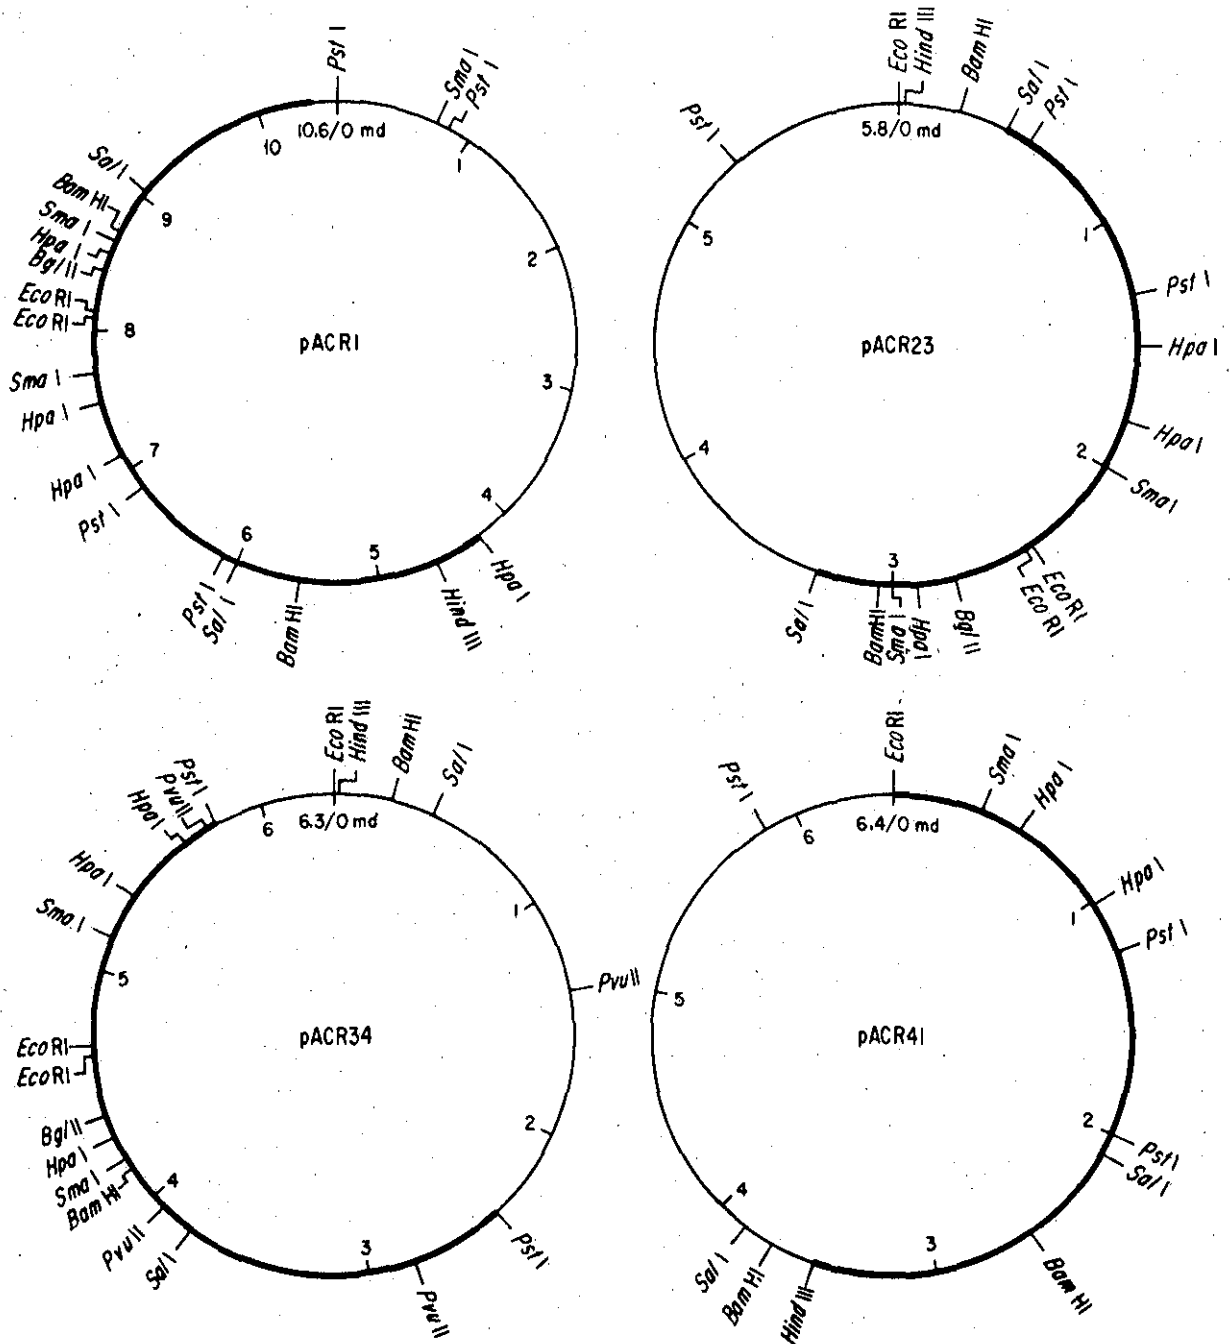 Pst I
Sma I
Pst I
10.6/0 md
1
2
3
4
Hpa I
Hind III
5
Bam HI
6
Sal I
Pst I
Pst I
7
Hpa I
Hpa I
Sma I
8
Eco RI
Eco RI
Bgl II
Hpa I
Sma I
Bam HI
Sal I
9
10
pACR1
Eco RI
Hind III
Bam HI
Sal I
Pst I
5.8/0 md
1
Pst I
Hpa I
Hpa I
2
Sma I
Eco RI
Eco RI
Bgl II
Hpa I
Sma I
3
Bam HI
Sal I
4
5
Pst I
pACR23
Eco RI
Hind III
Bam HI
Sal I
6.3/0 md
1
Pvu II
2
Pst I
Pvu II
3
Sal I
Pvu II
4
Bam HI
Sma I
Hpa I
Bgl II
Eco RI
Eco RI
5
Sma I
Hpa I
Hpa I
Pvu II
Pst I
6
pACR34
Eco RI
Sma I
Hpa I
6.4/0 md
Hpa I
1
Pst I
2
Pst I
Sal I
Bam HI
3
Hind III
Bam HI
Sal I
4
5
Pst I
6
pACR41